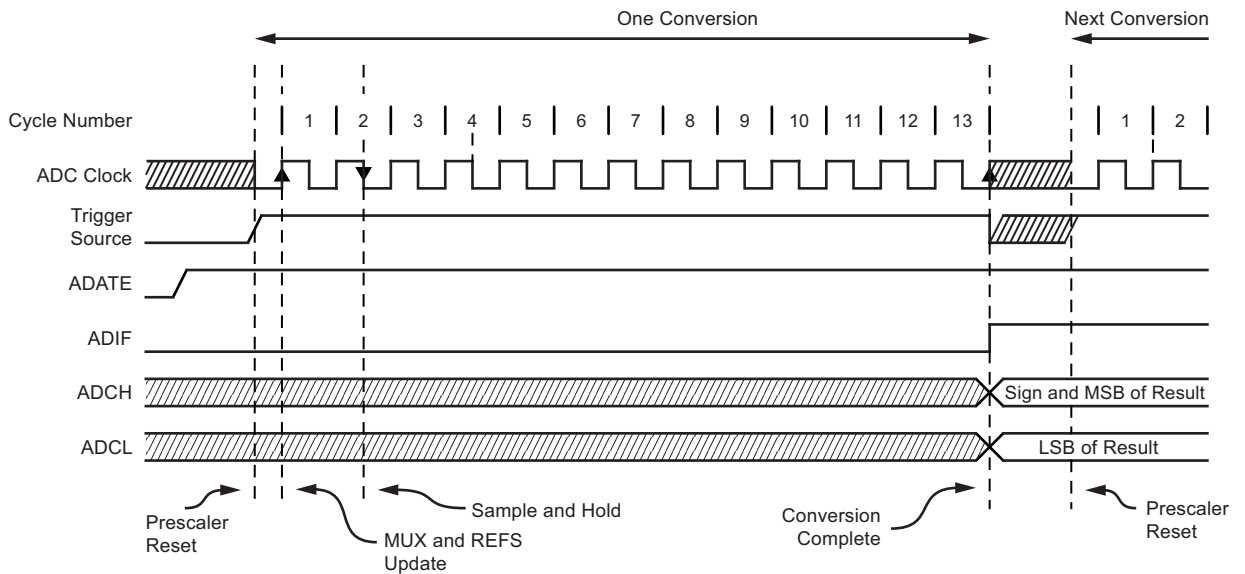 One Conversion
Next Conversion
Cycle Number
1 2 3 4 5 6 7 8 9 10 11 12 13 1 2
ADC Clock
Trigger
Source
ADATE
ADIF
ADCH
Sign and MSB of Result
ADCL
LSB of Result
Prescaler
Reset
MUX and REFS
Update
Sample and Hold
Conversion
Complete
Prescaler
Reset